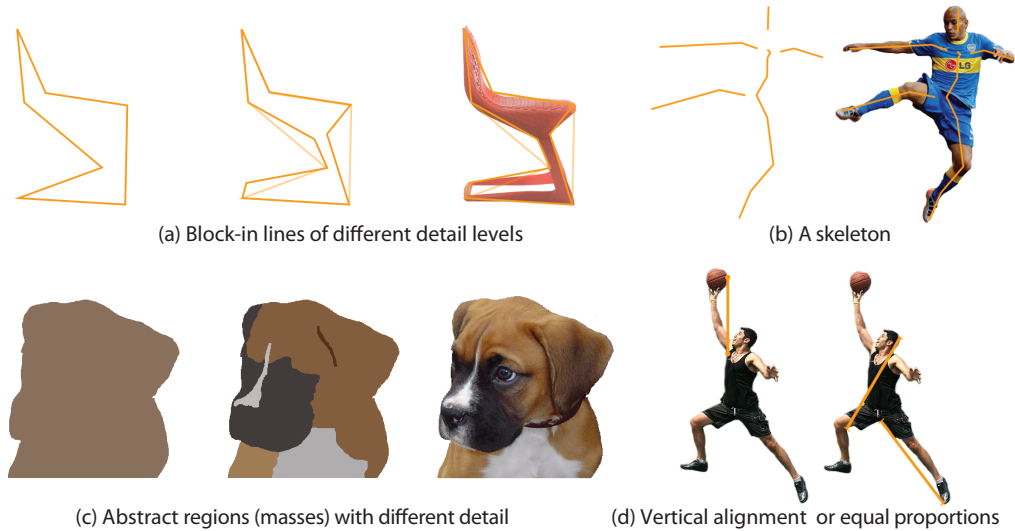 LG
(a) Block-in lines of different detail levels
(b) A skeleton
(c) Abstract regions (masses) with different detail
(d) Vertical alignment or equal proportions